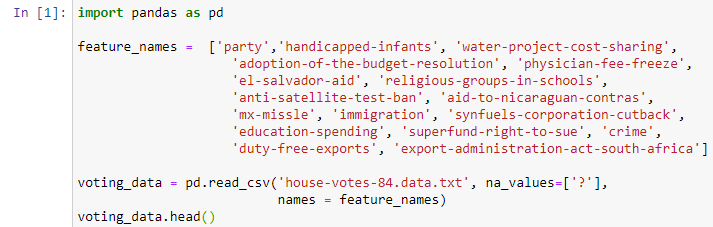 In [1]: import pandas as pd
feature_names =  ['party','handicapped-infants', 'water-project-cost-sharing',
'adoption-of-the-budget-resolution', 'physician-fee-freeze',
'el-salvador-aid', 'religious-groups-in-schools',
'anti-satellite-test-ban', 'aid-to-nicaraguan-contras',
'mx-missle', 'immigration', 'synfuels-corporation-cutback',
'education-spending', 'superfund-right-to-sue', 'crime',
'duty-free-exports', 'export-administration-act-south-africa']
voting_data = pd.read_csv('house-votes-84.data.txt', na_values=['?'],
names = feature_names)
voting_data.head()